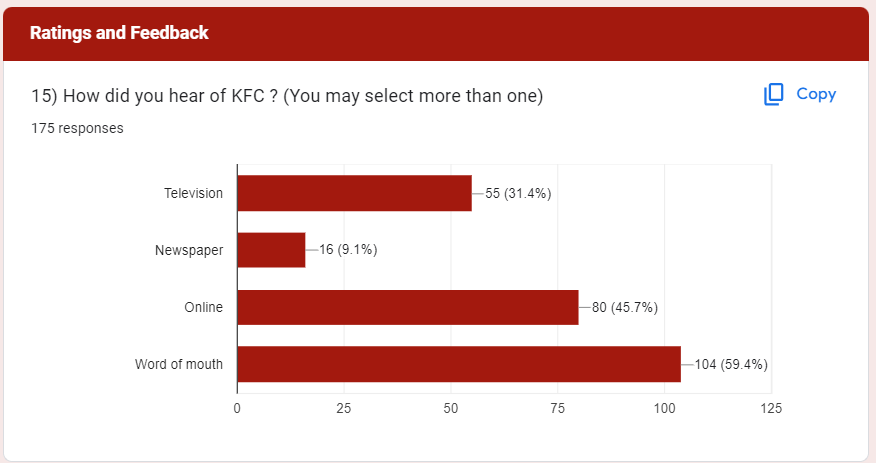 Ratings and Feedback
15) How did you hear of KFC ? (You may select more than one)
Copy
175 responses
Television
55 (31.4%)
Newspaper
16 (9.1%)
Online
80 (45.7%)
Word of mouth
104 (59.4%)
0
25
50
75
100
125